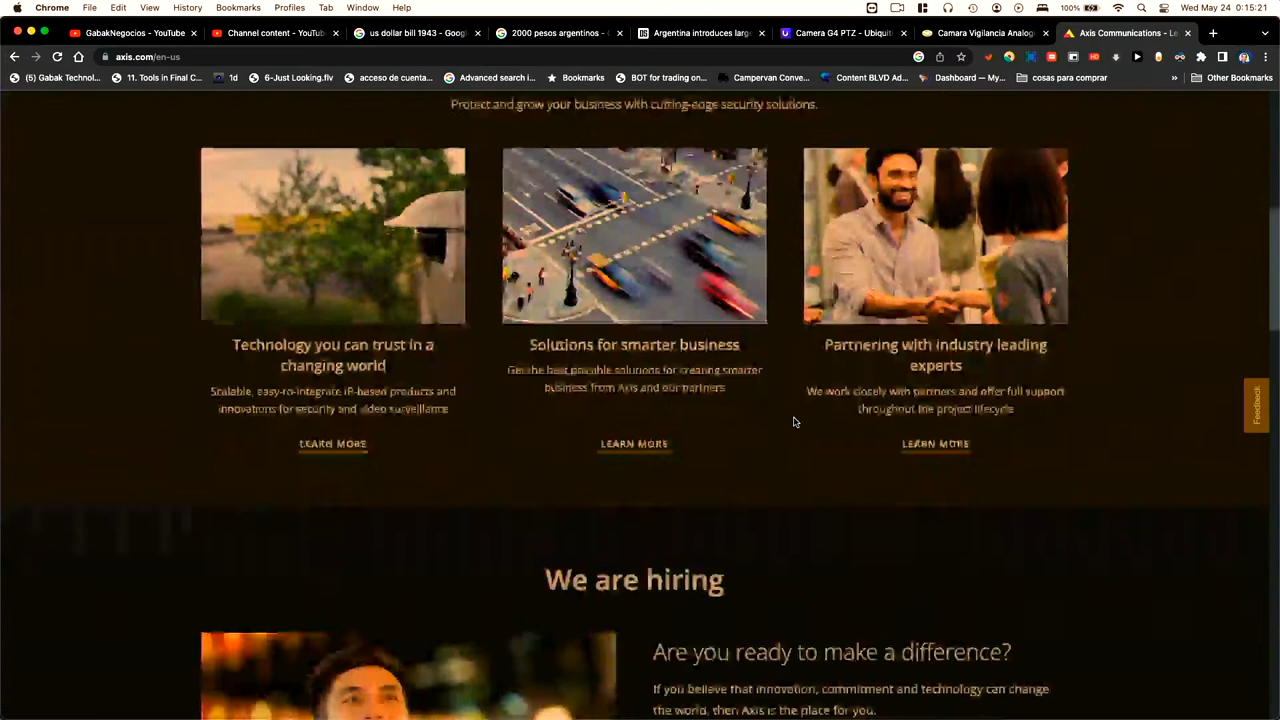 Chrome File Edit View History Bookmarks Profiles Tab Window Help 100% Wed May 24 0:15:21
GabakNegocios - YouTube Channel content - YouTu us dollar bill 1943 - Goog 2000 pesos argentinos - G Argentina introduces larg Camera G4 PTZ - Ubiquiti Camara Vigilancia Analog Axis Communications - Le
axis.com/en-us
(5) Gabak Technol... 11. Tools in Final C... 1d 6-Just Looking.flv acceso de cuenta... Advanced search i... Bookmarks BOT for trading on... Campervan Conve... Content BLVD Ad... Dashboard – My... cosas para comprar » Other Bookmarks
Protect and grow your business with cutting-edge security solutions.
Technology you can trust in a
changing world
Scalable, easy-to-integrate IP-based products and
innovations for security and video surveillance
LEARN MORE
Solutions for smarter business
Get the best possible solutions for creating smarter
business from Axis and our partners
LEARN MORE
Partnering with industry leading
experts
We work closely with partners and offer full support
throughout the project lifecycle
LEARN MORE
Feedback
We are hiring
Are you ready to make a difference?
If you believe that innovation, commitment and technology can change
the world, then Axis is the place for you.